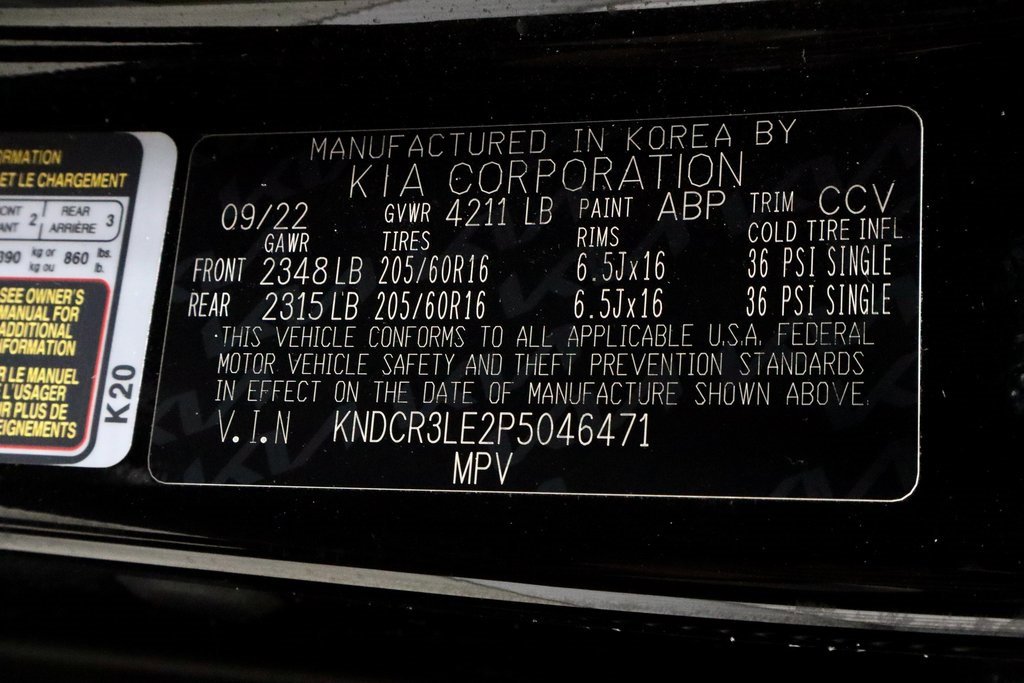 MANUFACTURED IN KOREA BY
KIA CORPORATION
09/22 GVWR 4211 LB PAINT ABP TRIM CCV
GAWR TIRES RIMS COLD TIRE INFL
FRONT 2348 LB 205/60R16 6.5Jx16 36 PSI SINGLE
REAR 2315 LB 205/60R16 6.5Jx16 36 PSI SINGLE
THIS VEHICLE CONFORMS TO ALL APPLICABLE U.S.A. FEDERAL
MOTOR VEHICLE SAFETY AND THEFT PREVENTION STANDARDS
IN EFFECT ON THE DATE OF MANUFACTURE SHOWN ABOVE.
V.I.N KNDCR3LE2P5046471
MPV
RMATION
ET LE CHARGEMENT
ONT 2 REAR 3
ANT ARRIÈRE
390 kg or 860 lbs.
kg ou lb.
SEE OWNER'S
MANUAL FOR
ADDITIONAL
INFORMATION
R LE MANUEL
L'USAGER
UR PLUS DE
EIGNEMENTS
K20